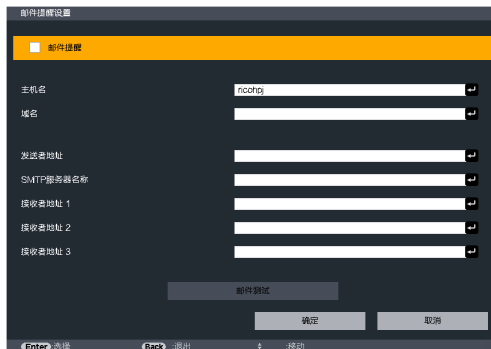 邮件提醒设置
邮件提醒
主机名 ricohpj
域名
发送者地址
SMTP服务器名称
接收者地址 1
接收者地址 2
接收者地址 3
邮件测试
确定 取消
Enter :选择 Back :退出 :移动